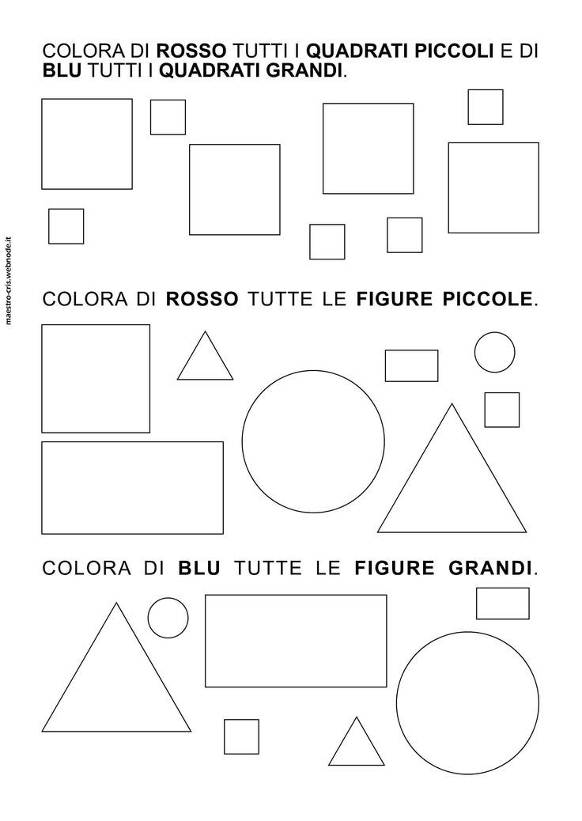 COLORA DI ROSSO TUTTI I QUADRATI PICCOLI E DI
BLU TUTTI I QUADRATI GRANDI.
maestro-cris.webnode.it
COLORA DI ROSSO TUTTE LE FIGURE PICCOLE.
COLORA DI BLU TUTTE LE FIGURE GRANDI.